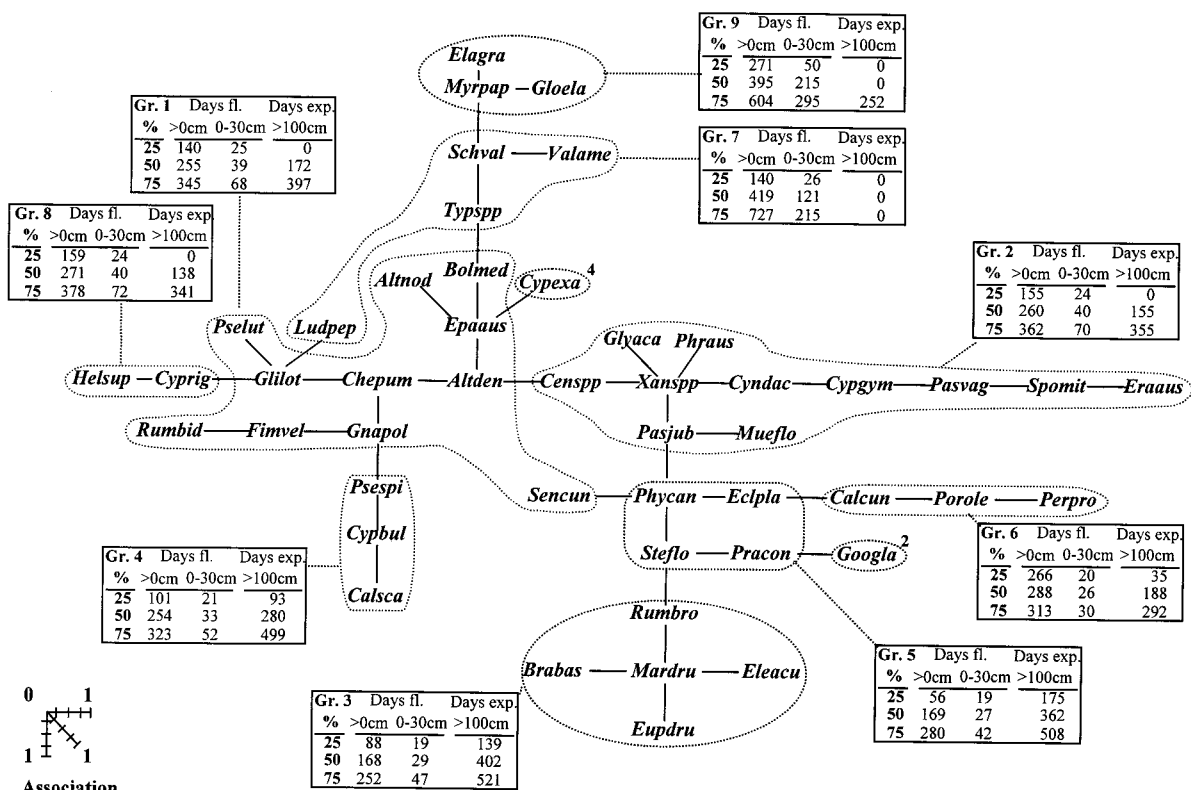 Gr. 9 Days fl. Days exp.
% >0cm 0-30cm >100cm
25 271 50 0
50 395 215 0
75 604 295 252
Elagra
Myrpap Gloela
Gr. 1 Days fl. Days exp.
% >0cm 0-30cm >100cm
25 140 25 0
50 255 39 172
75 345 68 397
Gr. 7 Days fl. Days exp.
% >0cm 0-30cm >100cm
25 140 26 0
50 419 121 0
75 727 215 0
Schval Valame
Typspp
Gr. 8 Days fl. Days exp.
% >0cm 0-30cm >100cm
25 159 24 0
50 271 40 138
75 378 72 341
Gr. 2 Days fl. Days exp.
% >0cm 0-30cm >100cm
25 155 24 0
50 260 40 155
75 362 70 355
Altnod Bolmed Cypexa 4
Pselut Ludpep Epaaus
Glyaca Phraus
Helsup Cyprig Glilot Chepum Altden Censpp Xanspp Cyndac Cypgym Pasvag Spomit Eraaus
Rumbid Fimvel Gnapol Pasjub Mueflo
Psespi Sencun Phycan Eclpla Calcun Porole Perpro
Cypbul
Steflo Pracon Googla 2
Calsca
Gr. 4 Days fl. Days exp.
% >0cm 0-30cm >100cm
25 101 21 93
50 254 33 280
75 323 52 499
Gr. 6 Days fl. Days exp.
% >0cm 0-30cm >100cm
25 266 20 35
50 288 26 188
75 313 30 292
Rumbro
Brabas Mardru Eleacu
Eupdru
Gr. 5 Days fl. Days exp.
% >0cm 0-30cm >100cm
25 56 19 175
50 169 27 362
75 280 42 508
Gr. 3 Days fl. Days exp.
% >0cm 0-30cm >100cm
25 88 19 139
50 168 29 402
75 252 47 521
0 1
1 1
Association